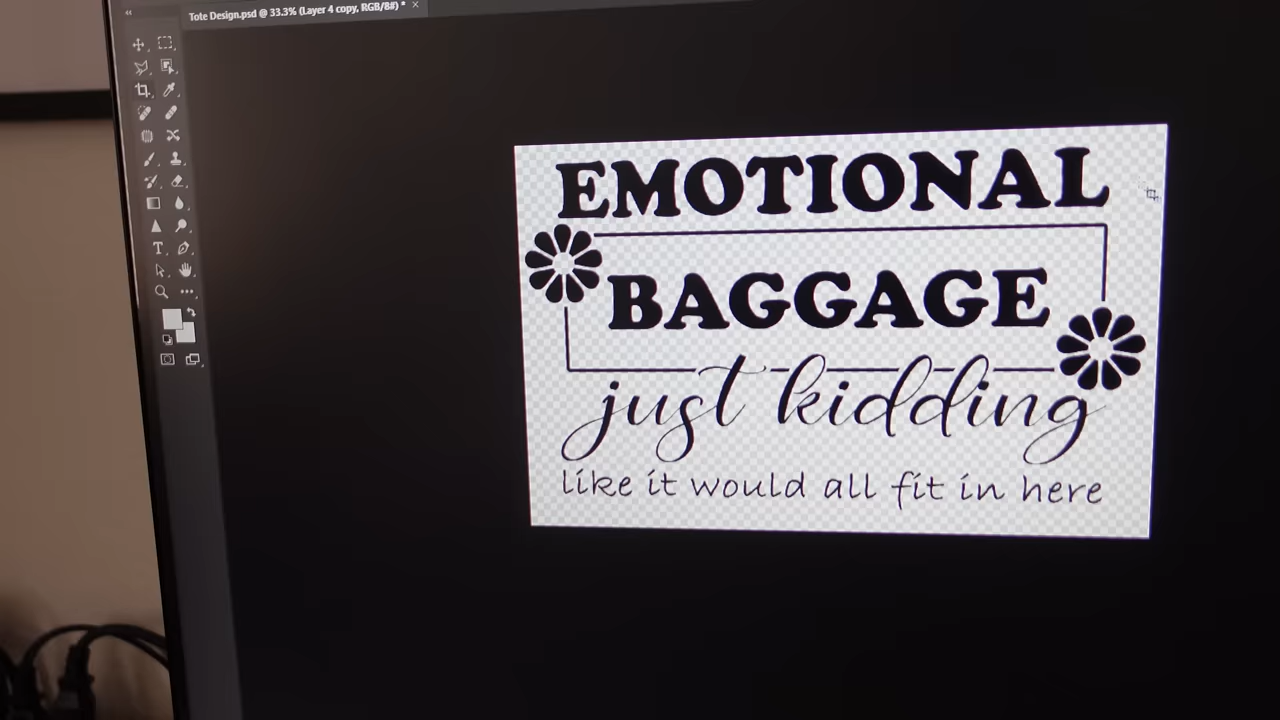 Tote Design.psd @ 33.3% (Layer 4 copy, RGB/8#) *
EMOTIONAL
BAGGAGE
just kidding
like it would all fit in here